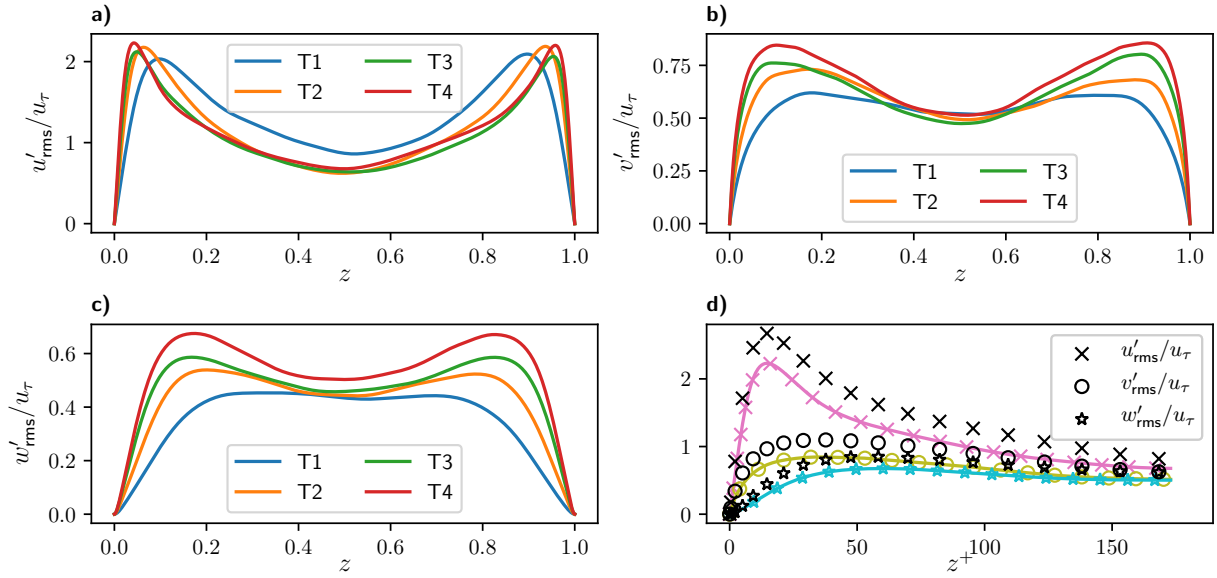 a)
u′rms/uτ
2
1
0
T1 T3
T2 T4
0.0 0.2 0.4 0.6 0.8 1.0
z
b)
v′rms/uτ
0.75
0.50
0.25
0.00
T1 T3
T2 T4
0.0 0.2 0.4 0.6 0.8 1.0
z
c)
w′rms/uτ
0.6
0.4
0.2
0.0
T1 T3
T2 T4
0.0 0.2 0.4 0.6 0.8 1.0
z
d)
2
1
0
u′rms/uτ
v′rms/uτ
w′rms/uτ
0 50 100 150
z+